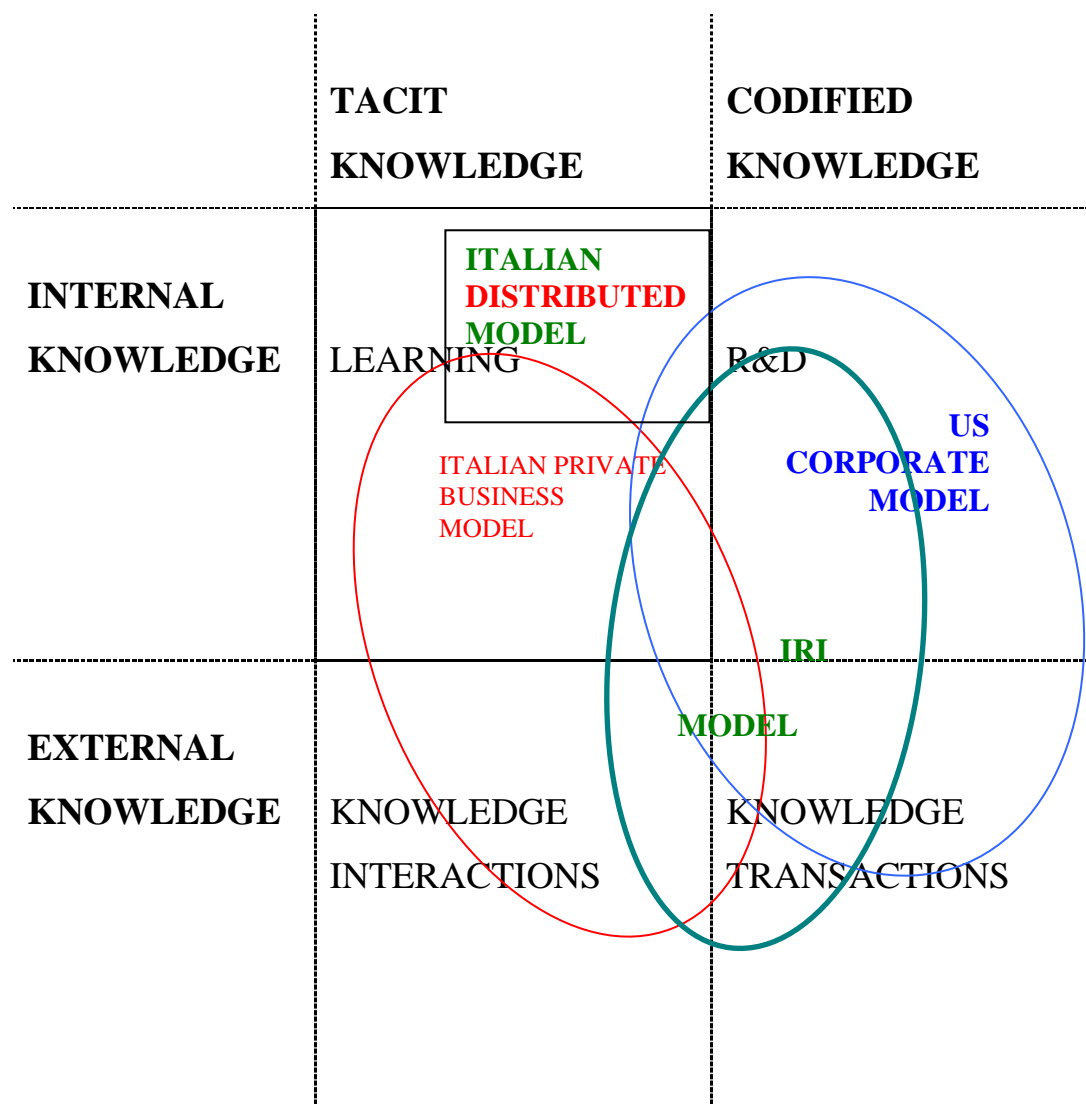 TACIT
KNOWLEDGE
CODIFIED
KNOWLEDGE
INTERNAL
KNOWLEDGE
ITALIAN
DISTRIBUTED
MODEL
LEARNING
R&D
US
CORPORATE
MODEL
ITALIAN PRIVATE
BUSINESS
MODEL
IRI
MODEL
EXTERNAL
KNOWLEDGE
KNOWLEDGE
INTERACTIONS
KNOWLEDGE
TRANSACTIONS